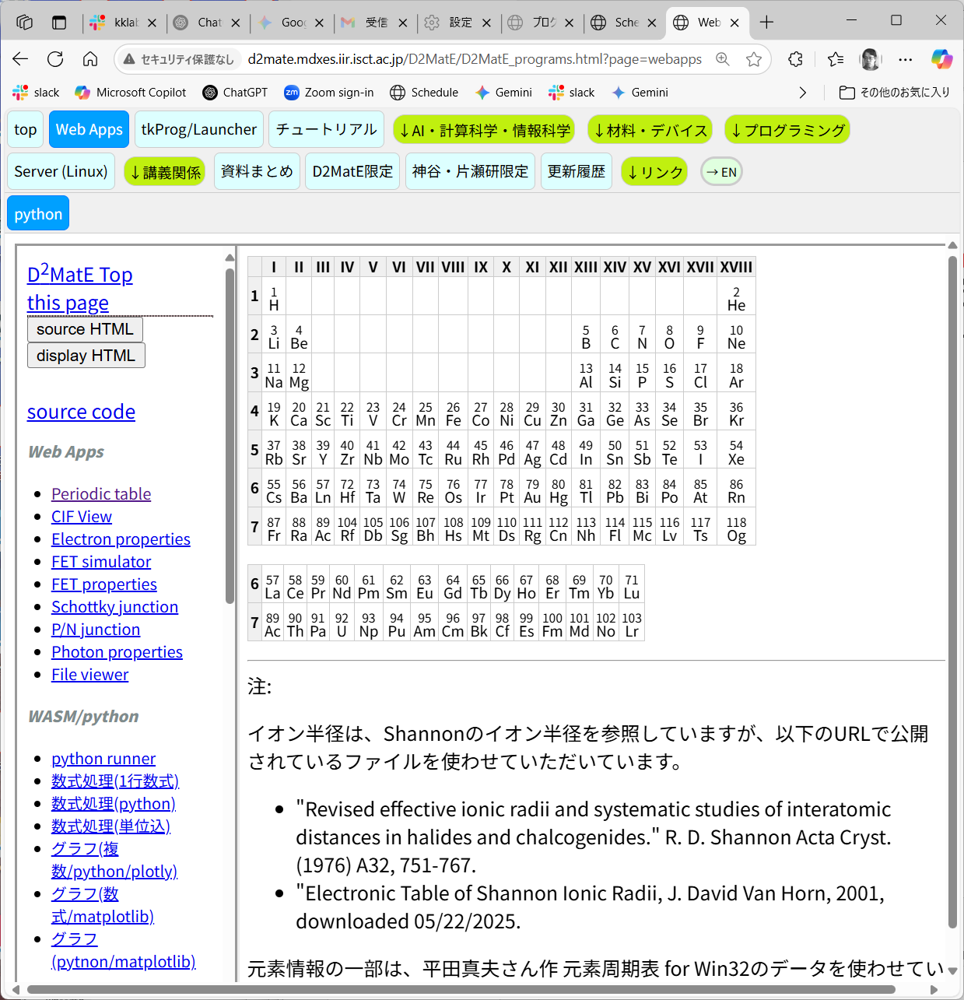 kklab
Chat
Goog
受信
設定
プログ
Sche
Web
セキュリティ保護なし
d2mate.mdxes.iir.isct.ac.jp/D2MatE/D2MatE_programs.html?page=webapps
slack
Microsoft Copilot
ChatGPT
zm
Zoom sign-in
Schedule
Gemini
slack
Gemini
その他のお気に入り
top
Web Apps
tkProg/Launcher
チュートリアル
↓AI・計算科学・情報科学
↓材料・デバイス
↓プログラミング
Server (Linux)
↓講義関係
資料まとめ
D2MatE限定
神谷・片瀬研限定
更新履歴
↓リンク
→EN
python
D2MatE Top
this page
source HTML
display HTML
source code
Web Apps
• Periodic table
• CIF View
• Electron properties
• FET simulator
• FET properties
• Schottky junction
• P/N junction
• Photon properties
• File viewer
WASM/python
• python runner
• 数式処理(1行数式)
• 数式処理(python)
• 数式処理(単位込)
• グラフ(複
数/python/plotly)
• グラフ(数
式/matplotlib)
• グラフ
(pytnon/matplotlib)
I II III IV V VI VII VIII IX X XI XII XIII XIV XV XVI XVII XVIII
1 1 2
H He
2 3 4 5 6 7 8 9 10
Li Be B C N O F Ne
3 11 12 13 14 15 16 17 18
Na Mg Al Si P S Cl Ar
4 19 20 21 22 23 24 25 26 27 28 29 30 31 32 33 34 35 36
K Ca Sc Ti V Cr Mn Fe Co Ni Cu Zn Ga Ge As Se Br Kr
5 37 38 39 40 41 42 43 44 45 46 47 48 49 50 51 52 53 54
Rb Sr Y Zr Nb Mo Tc Ru Rh Pd Ag Cd In Sn Sb Te I Xe
6 55 56 57 72 73 74 75 76 77 78 79 80 81 82 83 84 85 86
Cs Ba Ln Hf Ta W Re Os Ir Pt Au Hg Tl Pb Bi Po At Rn
7 87 88 89 104 105 106 107 108 109 110 111 112 113 114 115 116 117 118
Fr Ra Ac Rf Db Sg Bh Hs Mt Ds Rg Cn Nh Fl Mc Lv Ts Og
6 57 58 59 60 61 62 63 64 65 66 67 68 69 70 71
La Ce Pr Nd Pm Sm Eu Gd Tb Dy Ho Er Tm Yb Lu
7 89 90 91 92 93 94 95 96 97 98 99 100 101 102 103
Ac Th Pa U Np Pu Am Cm Bk Cf Es Fm Md No Lr
注:
イオン半径は、Shannonのイオン半径を参照していますが、以下のURLで公開
されているファイルを使わせていただいています。
• "Revised effective ionic radii and systematic studies of interatomic
distances in halides and chalcogenides." R. D. Shannon Acta Cryst.
(1976) A32, 751-767.
• "Electronic Table of Shannon Ionic Radii, J. David Van Horn, 2001,
downloaded 05/22/2025.
元素情報の一部は、平田真夫さん作 元素周期表 for Win32のデータを使わせてい